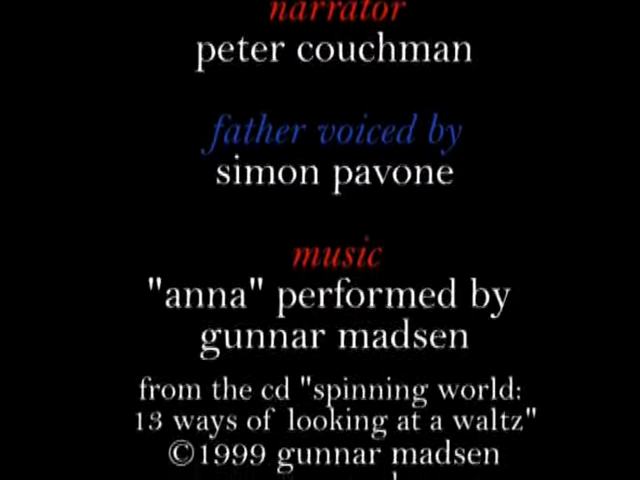 narrator
peter couchman
father voiced by
simon pavone
music
"anna" performed by
gunnar madsen
from the cd "spinning world:
13 ways of looking at a waltz"
©1999 gunnar madsen